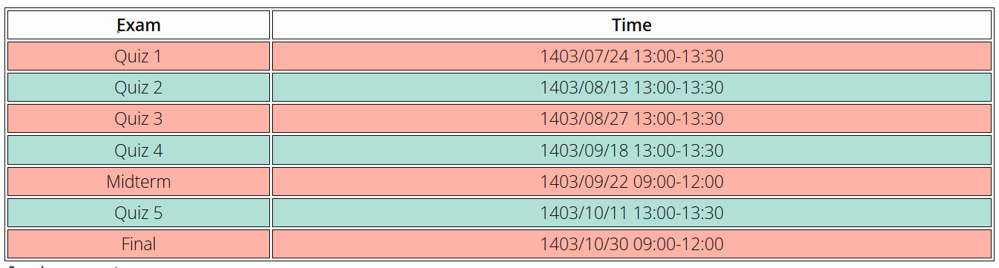 Exam Time
Quiz 1 1403/07/24 13:00-13:30
Quiz 2 1403/08/13 13:00-13:30
Quiz 3 1403/08/27 13:00-13:30
Quiz 4 1403/09/18 13:00-13:30
Midterm 1403/09/22 09:00-12:00
Quiz 5 1403/10/11 13:00-13:30
Final 1403/10/30 09:00-12:00